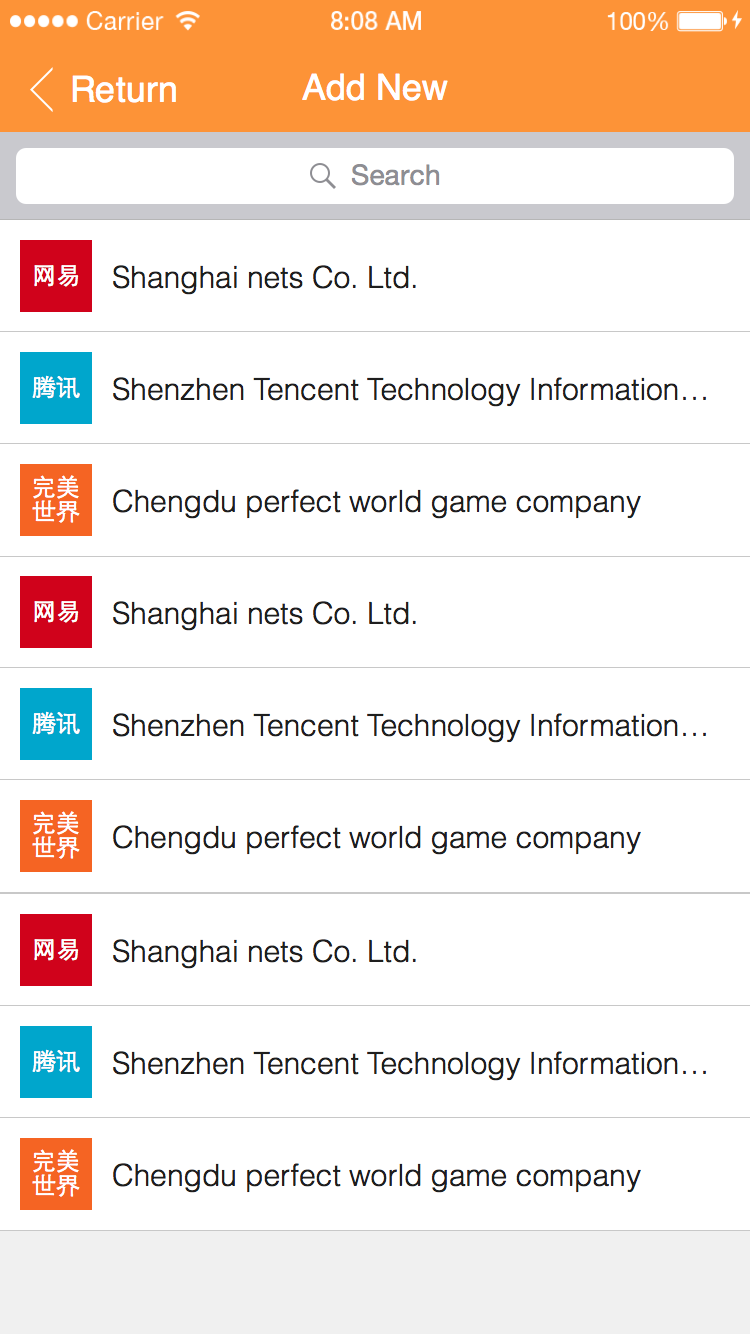 Carrier 8:08 AM 100%
Return Add New
Search
网易 Shanghai nets Co. Ltd.
腾讯 Shenzhen Tencent Technology Information...
完美
世界 Chengdu perfect world game company
网易 Shanghai nets Co. Ltd.
腾讯 Shenzhen Tencent Technology Information...
完美
世界 Chengdu perfect world game company
网易 Shanghai nets Co. Ltd.
腾讯 Shenzhen Tencent Technology Information...
完美
世界 Chengdu perfect world game company